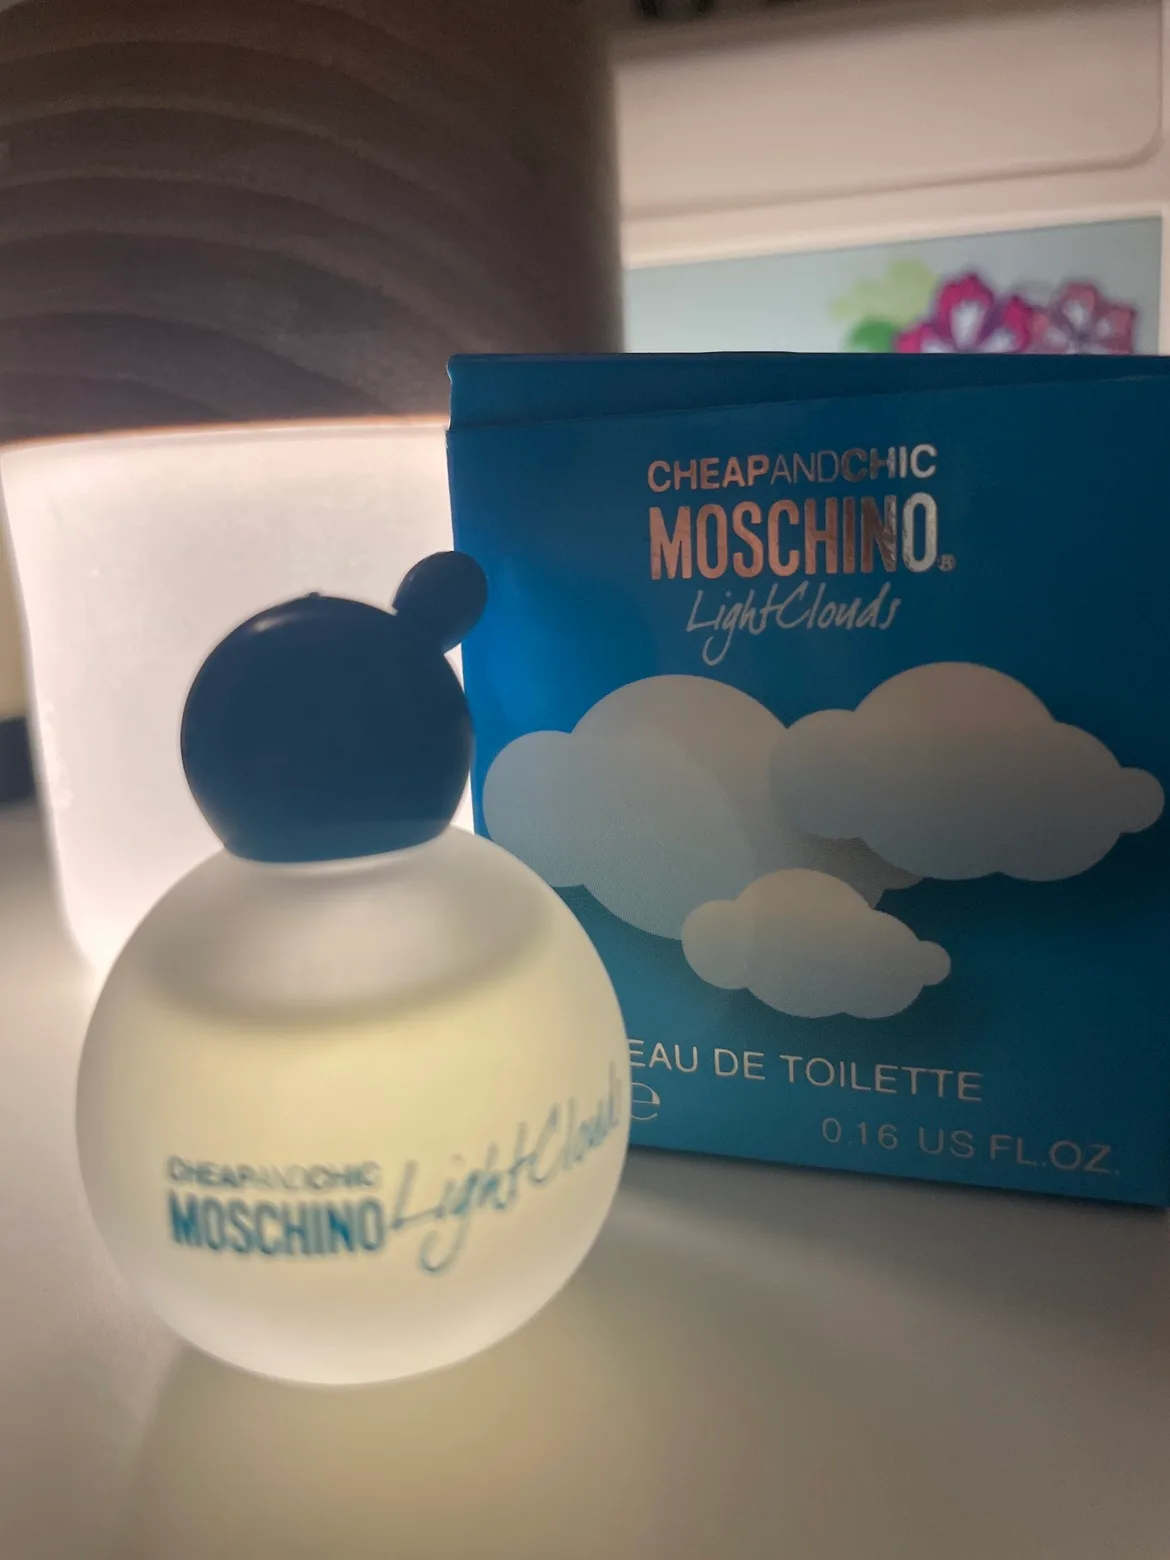 CHEAPANDCHIC
MOSCHINO®
LightClouds
EAU DE TOILETTE
e
0.16 US FL.OZ.
CHEAPANDCHIC
MOSCHINO LightClouds